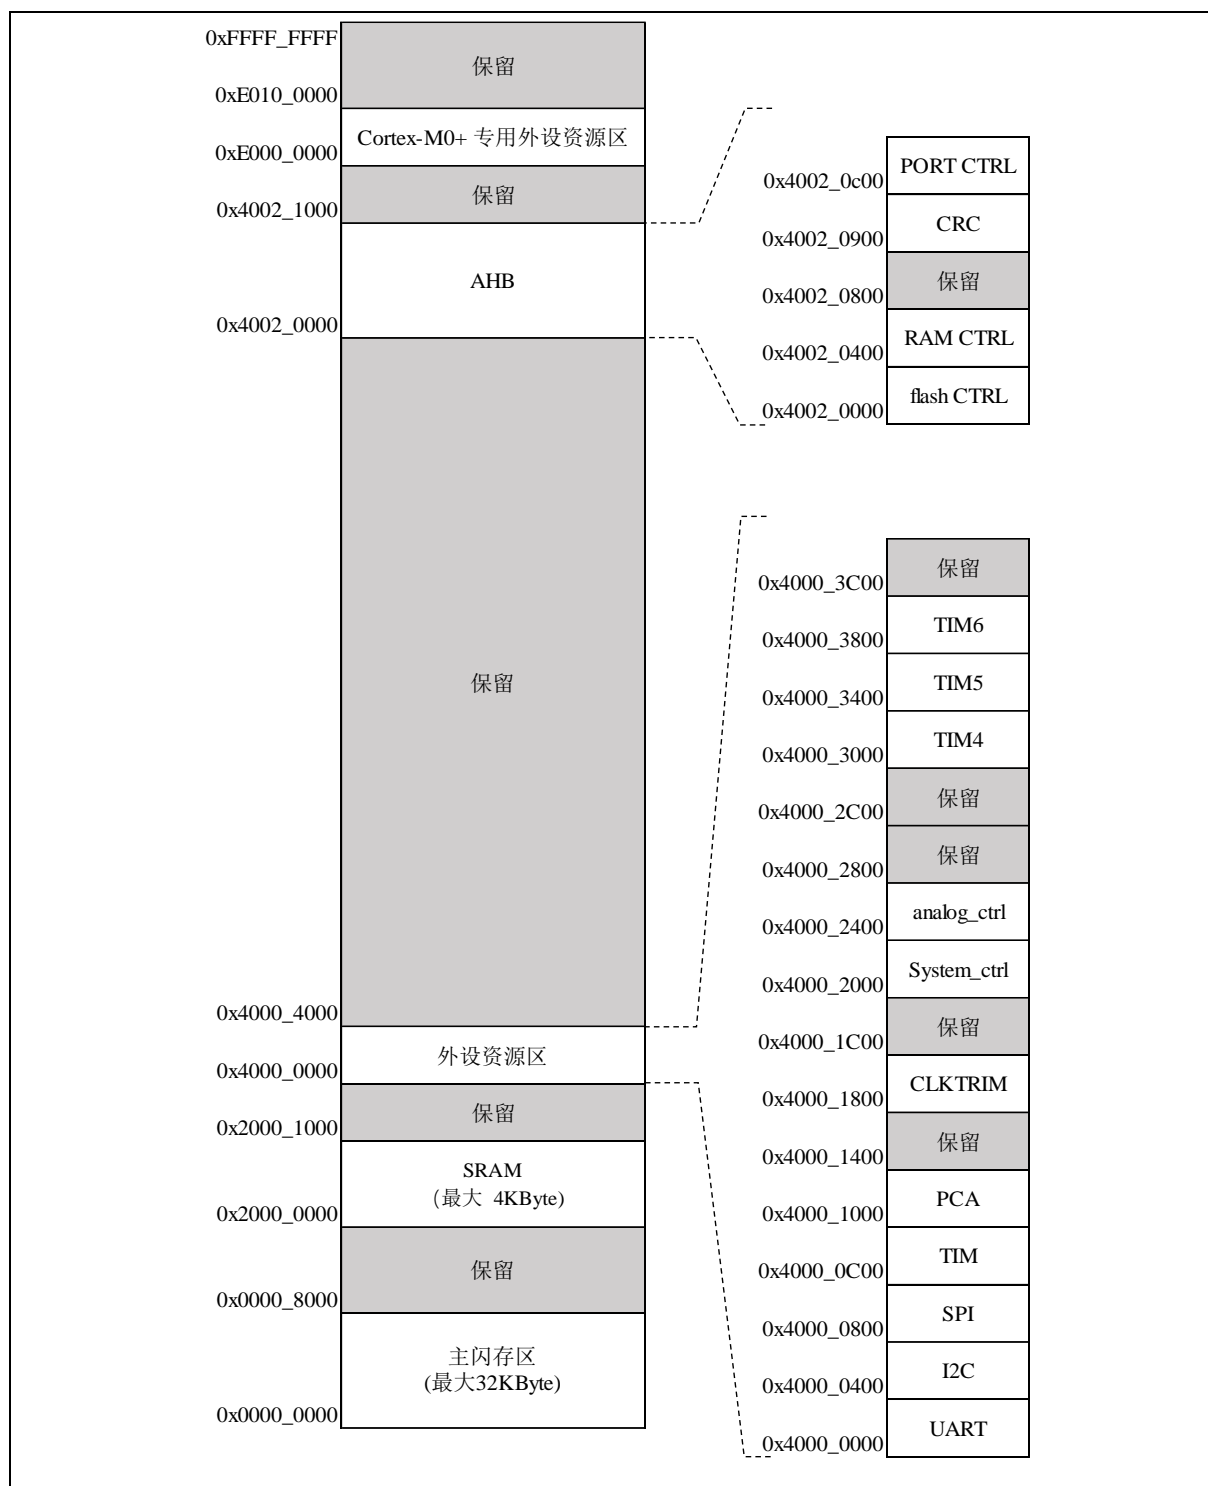 0xFFFF_FFFF
保留
0xE010_0000
Cortex-M0+ 专用外设资源区
0xE000_0000
保留
0x4002_1000
AHB
0x4002_0000
保留
0x4000_4000
外设资源区
0x4000_0000
保留
0x2000_1000
SRAM
(最大 4KByte)
0x2000_0000
保留
0x0000_8000
主闪存区
(最大32KByte)
0x0000_0000
PORT CTRL
0x4002_0c00
CRC
0x4002_0900
保留
0x4002_0800
RAM CTRL
0x4002_0400
flash CTRL
0x4002_0000
保留
0x4000_3C00
TIM6
0x4000_3800
TIM5
0x4000_3400
TIM4
0x4000_3000
保留
0x4000_2C00
保留
0x4000_2800
analog_ctrl
0x4000_2400
System_ctrl
0x4000_2000
保留
0x4000_1C00
CLKTRIM
0x4000_1800
保留
0x4000_1400
PCA
0x4000_1000
TIM
0x4000_0C00
SPI
0x4000_0800
I2C
0x4000_0400
UART
0x4000_0000